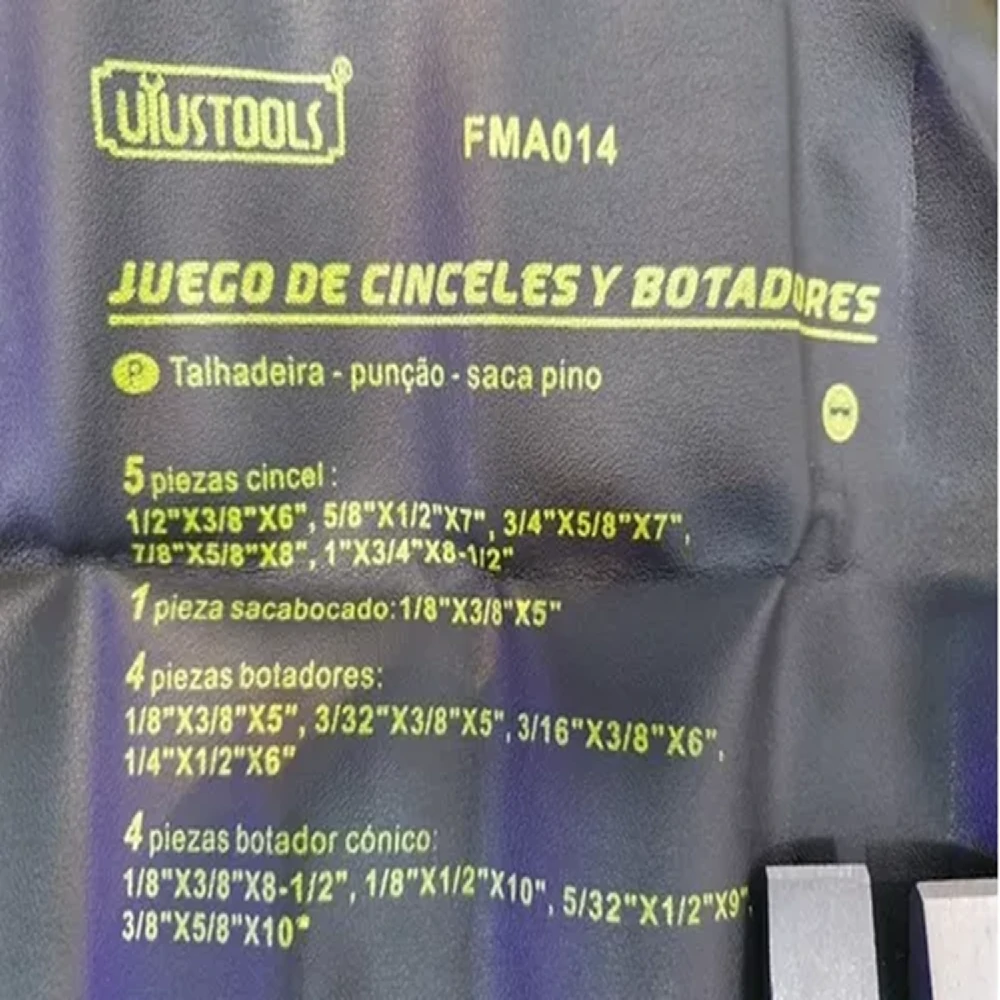 UYUSTOOLS®
FMA014
JUEGO DE CINCELES Y BOTADORES
P Talhadeira - punção - saca pino
5 piezas cincel :
1/2"X3/8"X6", 5/8"X1/2"X7", 3/4"X5/8"X7",
7/8"X5/8"X8", 1"X3/4"X8-1/2"
1 pieza sacabocado:1/8"X3/8"X5"
4 piezas botadores:
1/8"X3/8"X5", 3/32"X3/8"X5", 3/16"X3/8"X6",
1/4"X1/2"X6"
4 piezas botador cónico:
1/8"X3/8"X8-1/2", 1/8"X1/2"X10", 5/32"X1/2"X9",
3/8"X5/8"X10"